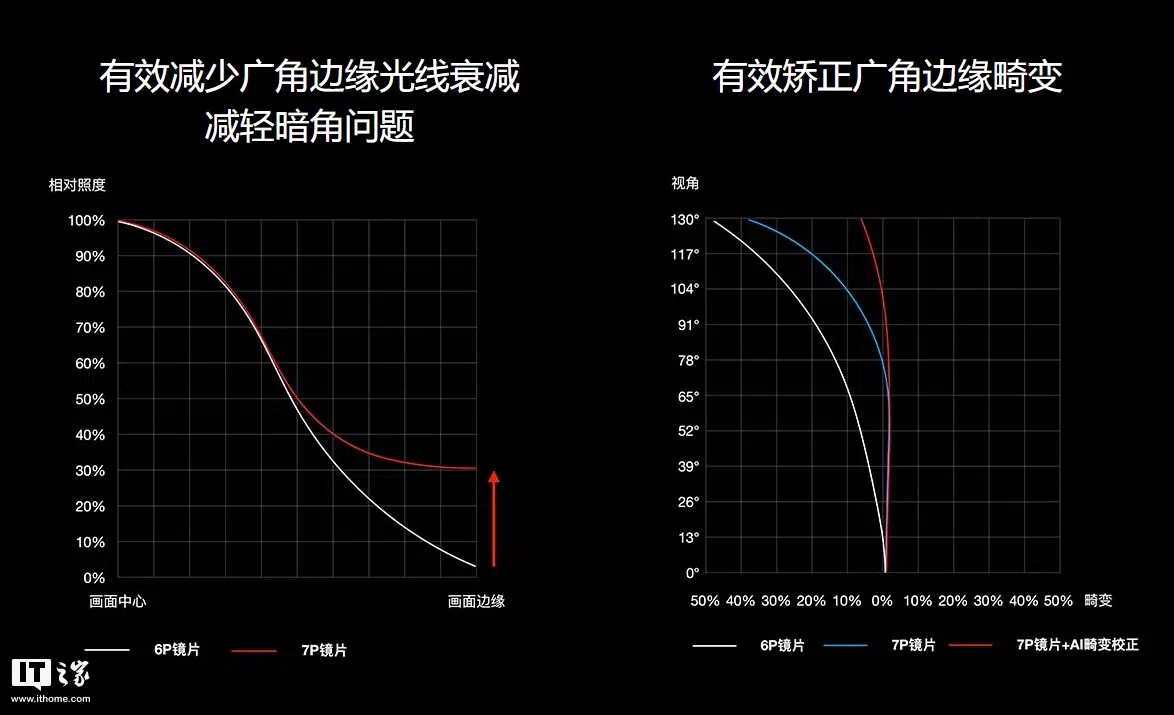 有效减少广角边缘光线衰减
减轻暗角问题
相对照度
100%
90%
80%
70%
60%
50%
40%
30%
20%
10%
0%
画面中心 画面边缘
6P镜片 7P镜片
有效矫正广角边缘畸变
视角
130°
117°
104°
91°
78°
65°
52°
39°
26°
13°
0°
50% 40% 30% 20% 10% 0% 10% 20% 30% 40% 50% 畸变
6P镜片 7P镜片 7P镜片+AI畸变校正
IT之家
www.ithome.com